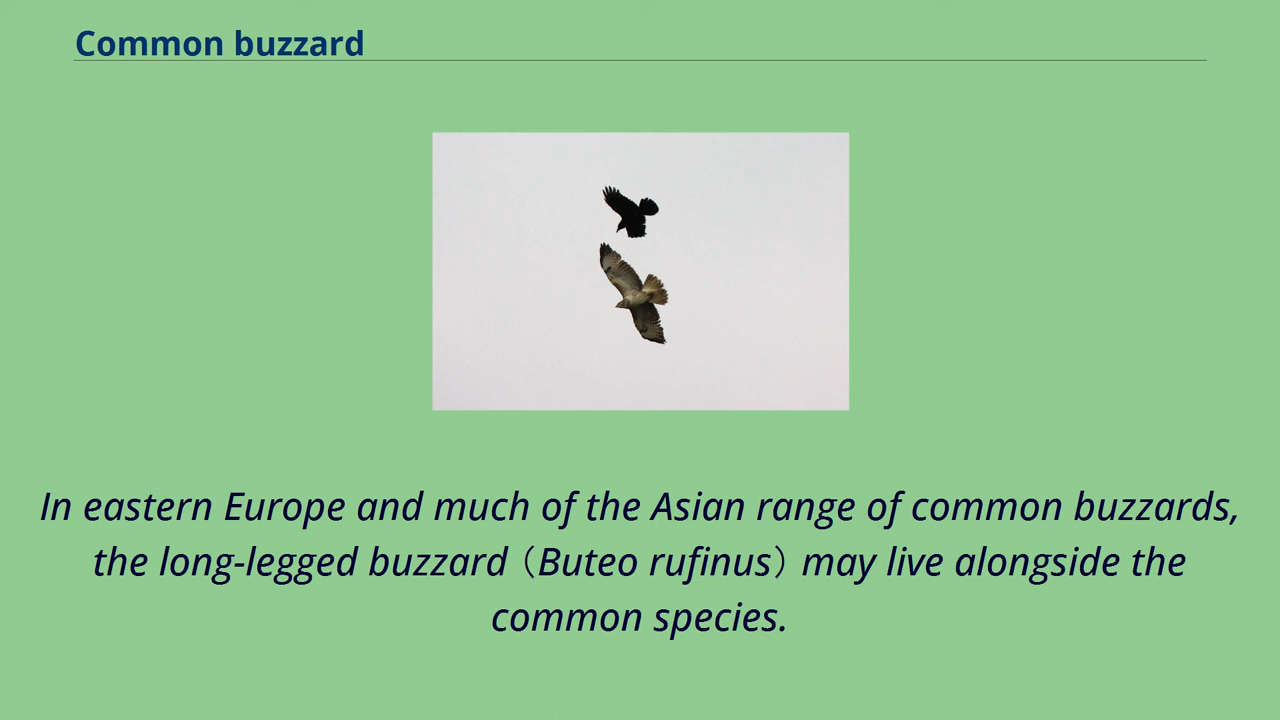 Common buzzard
In eastern Europe and much of the Asian range of common buzzards,
the long-legged buzzard（Buteo rufinus）may live alongside the
common species.